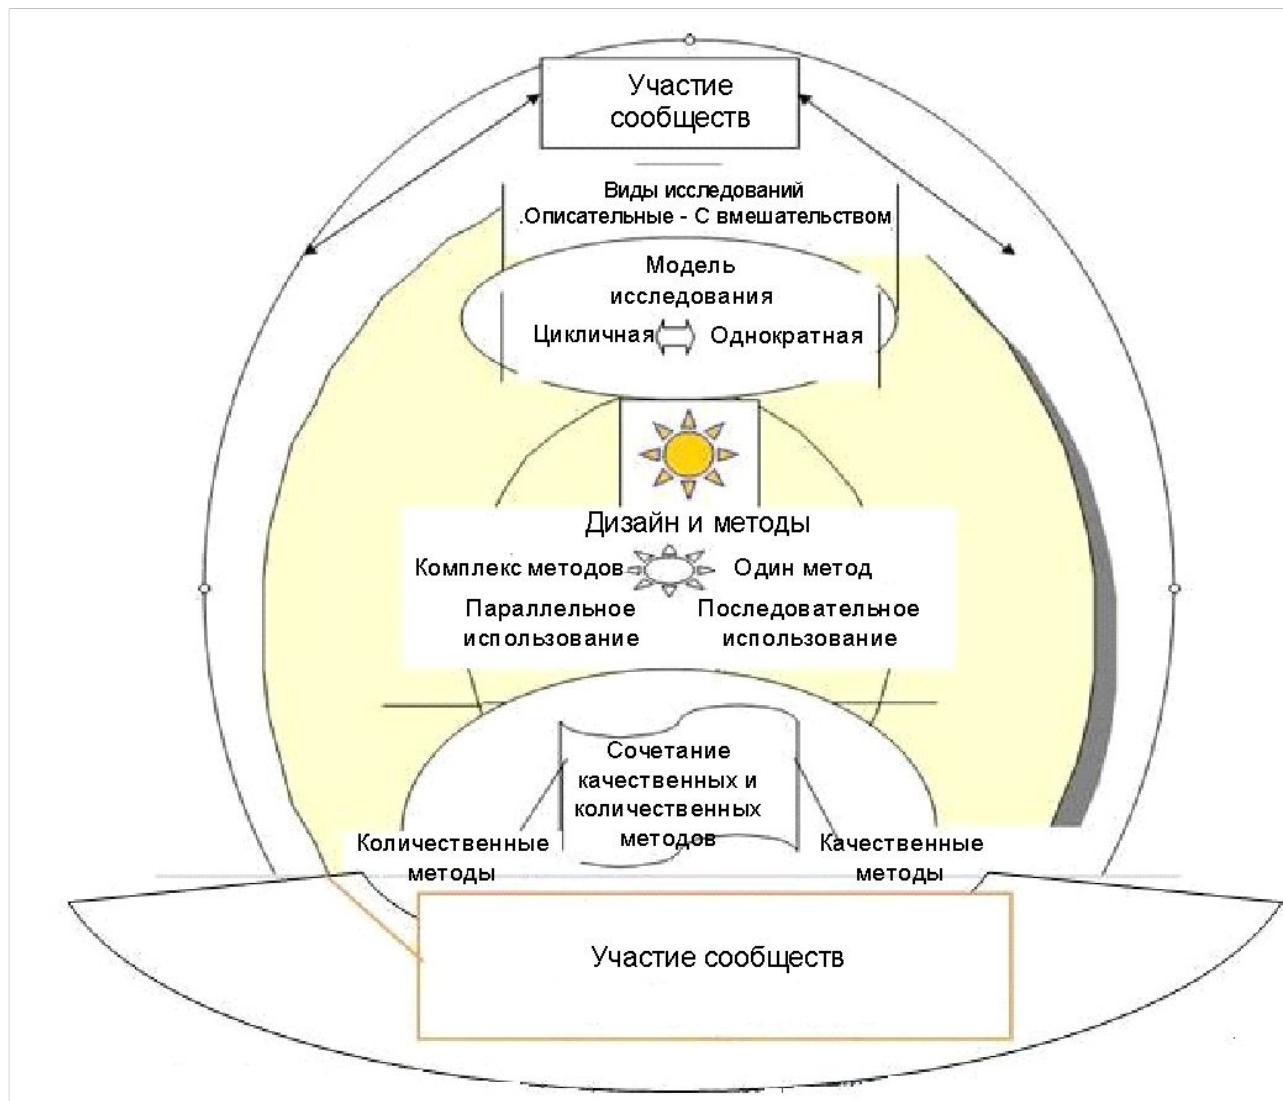 Участие
сообществ
Виды исследований
.Описательные - С вмешательством
Модель
исследования
Цикличная Однократная
Дизайн и методы
Комплекс методов Один метод
Параллельное Последовательное
использование использование
Сочетание
качественных и
количественных
методов
Количественные
методы
Качественные
методы
Участие сообществ